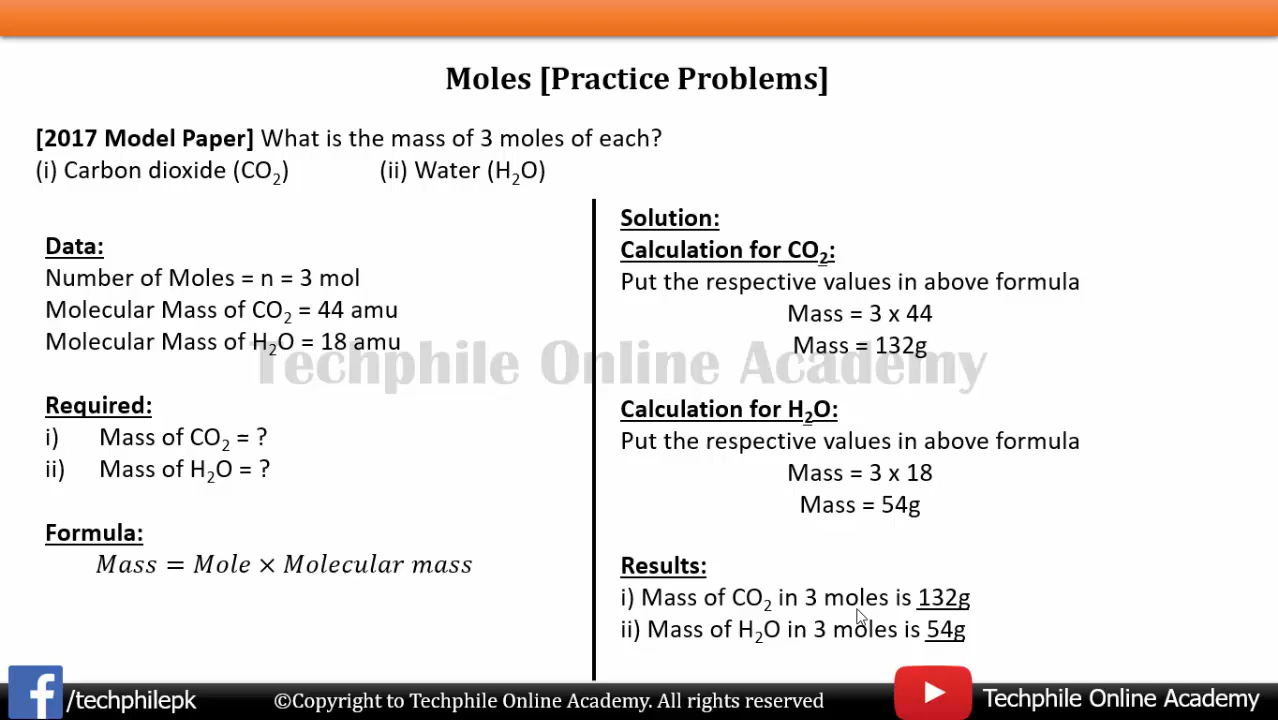 Moles [Practice Problems]
[2017 Model Paper] What is the mass of 3 moles of each?
(i) Carbon dioxide (CO₂) (ii) Water (H₂O)
Data:
Number of Moles = n = 3 mol
Molecular Mass of CO₂ = 44 amu
Molecular Mass of H₂O = 18 amu
Required:
i) Mass of CO₂ = ?
ii) Mass of H₂O = ?
Formula:
Mass = Mole × Molecular mass
Solution:
Calculation for CO₂:
Put the respective values in above formula
Mass = 3 x 44
Mass = 132g
Calculation for H₂O:
Put the respective values in above formula
Mass = 3 x 18
Mass = 54g
Results:
i) Mass of CO₂ in 3 moles is 132g
ii) Mass of H₂O in 3 moles is 54g
Techphile Online Academy
f /techphilepk
©Copyright to Techphile Online Academy. All rights reserved
Techphile Online Academy